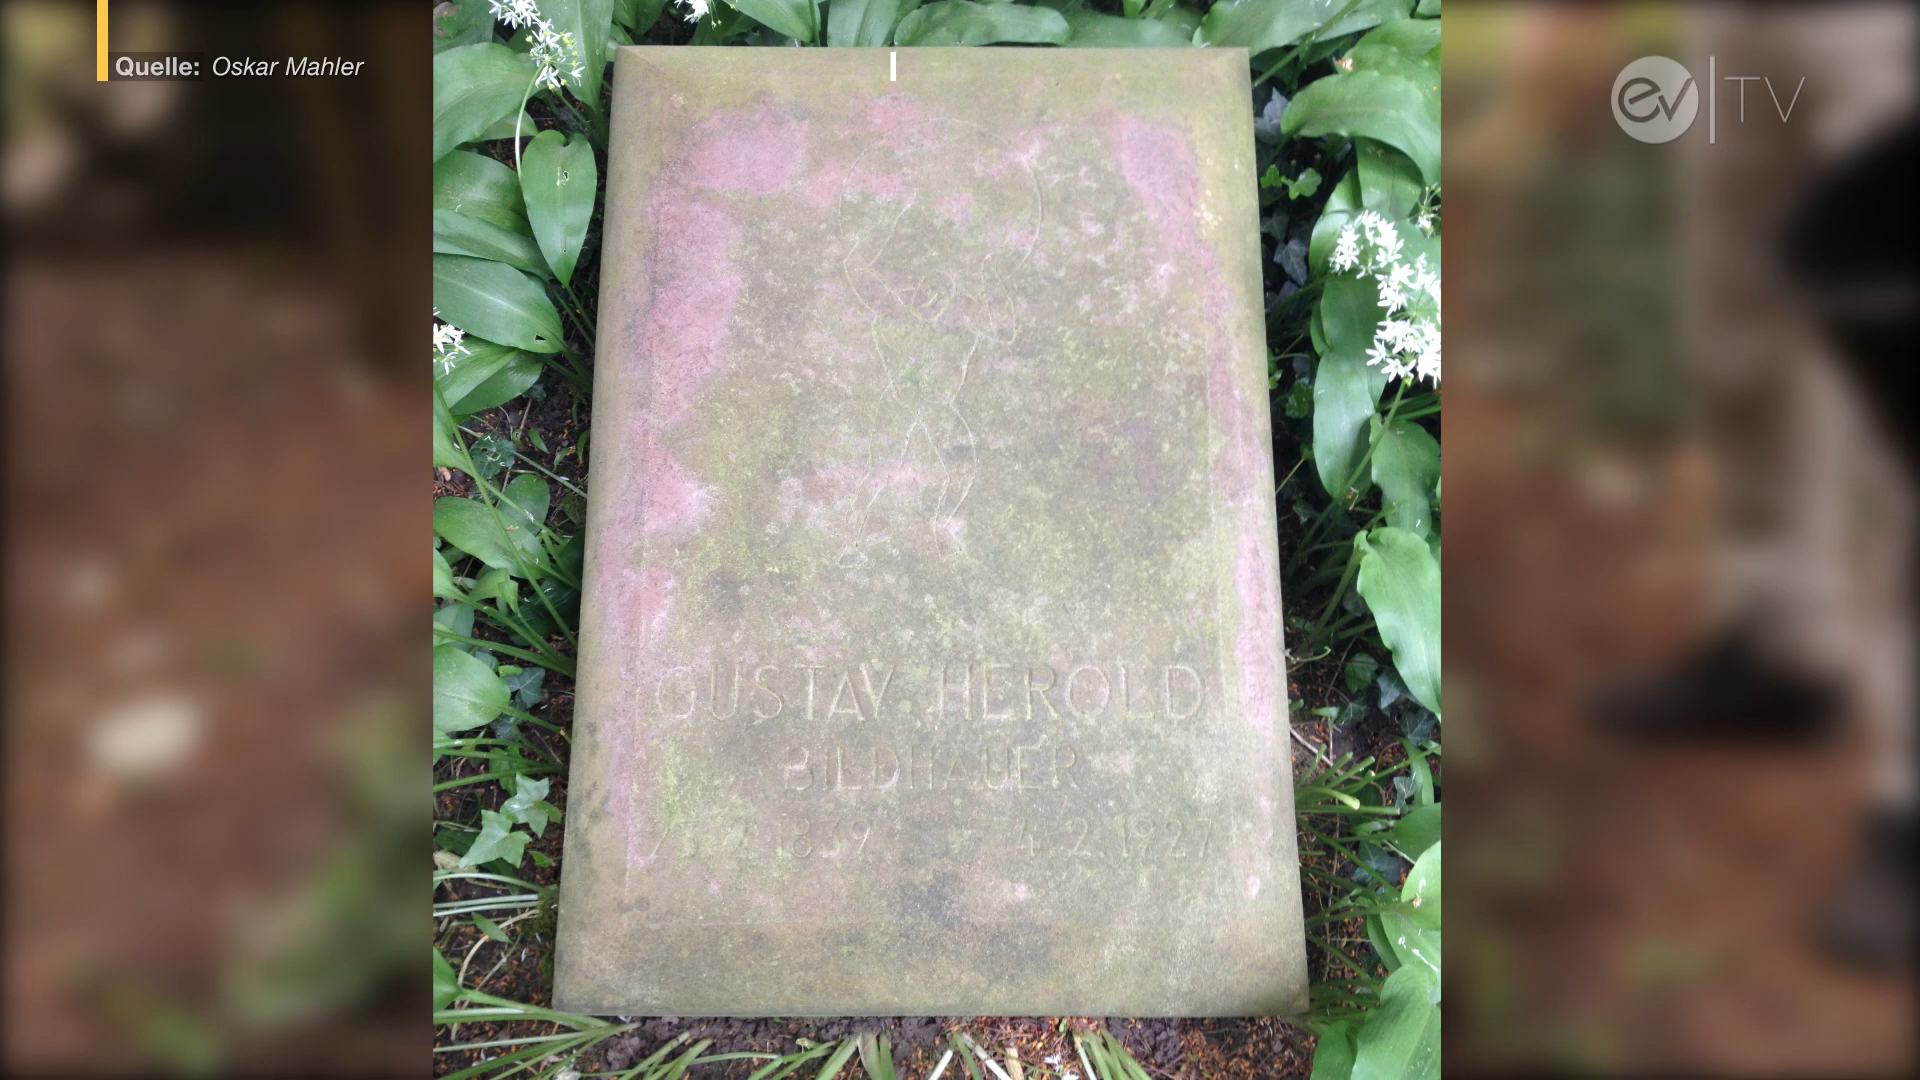 Quelle: Oskar Mahler
ev TV
GUSTAV HEROLD
BILDHAUER
1839 4.2.1927